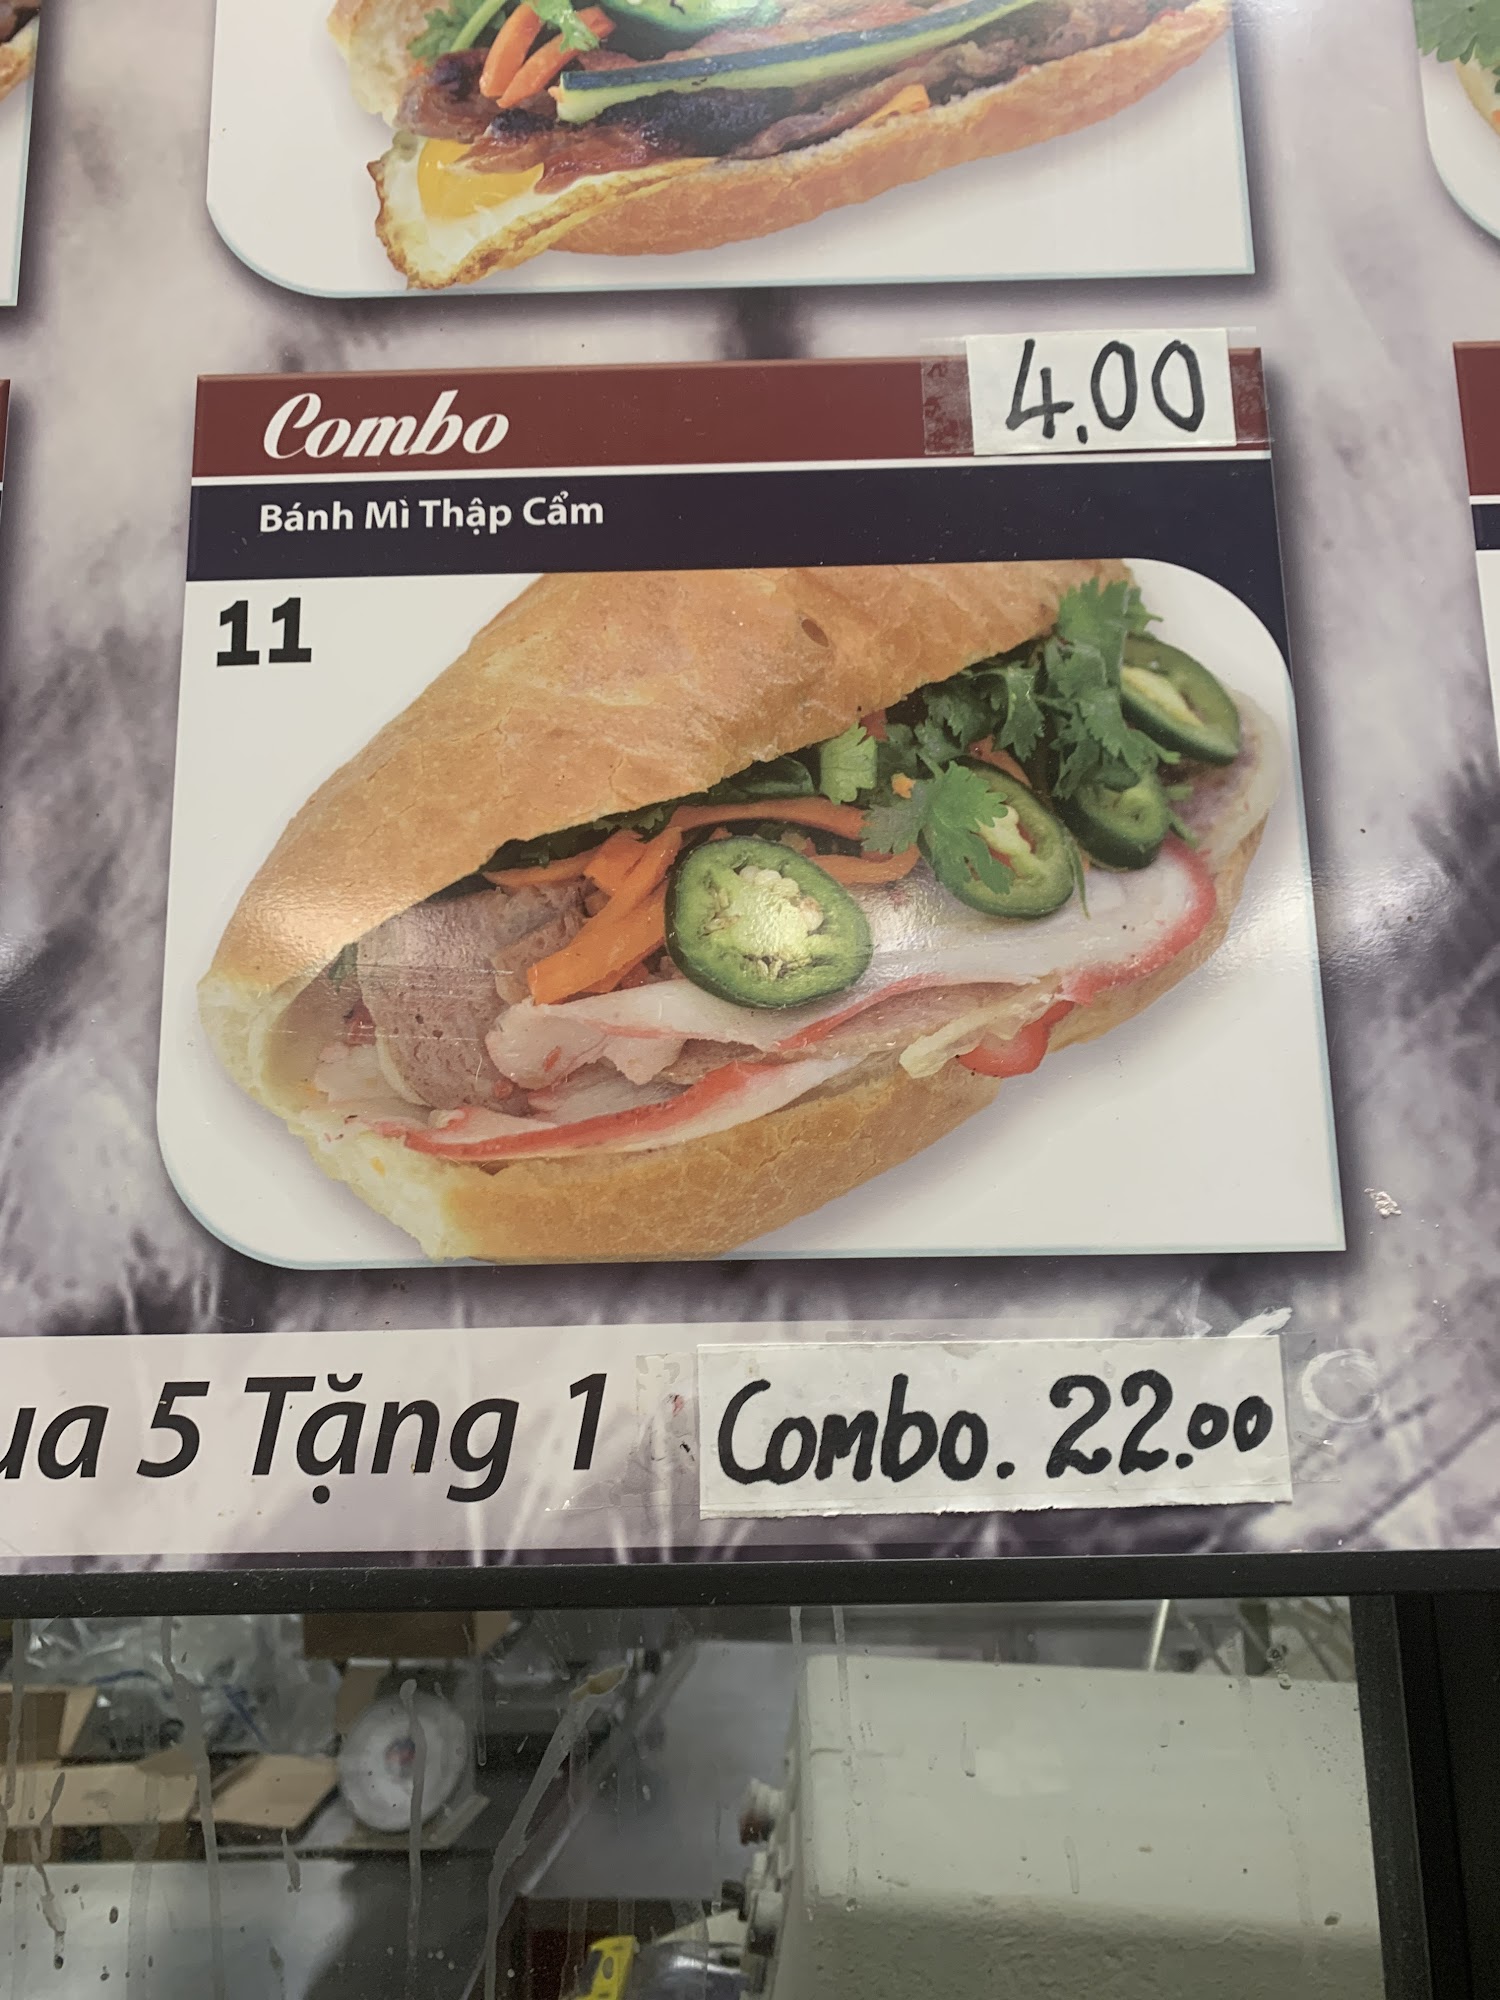 4.00
Combo
Bánh Mì Thập Cẩm
11
5 Tặng 1 Combo. 22.00